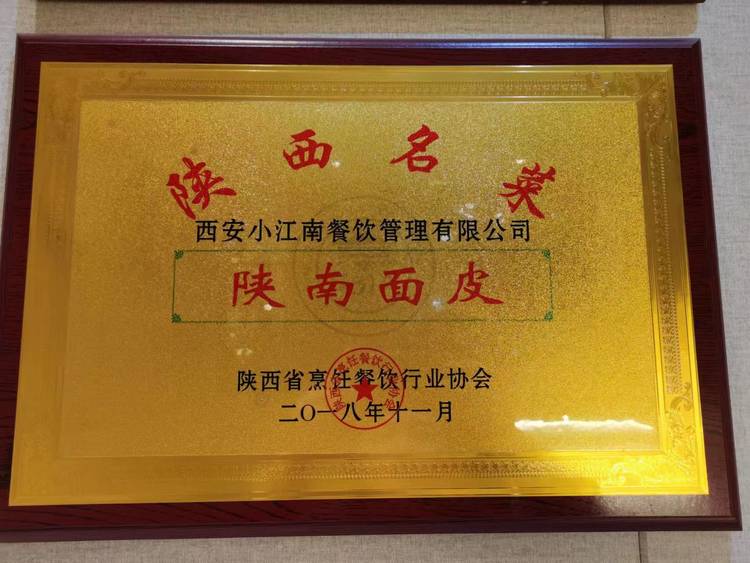 陕西名菜
西安小江南餐饮管理有限公司
陕南面皮
陕西省烹饪餐饮行业协会
二〇一八年十一月